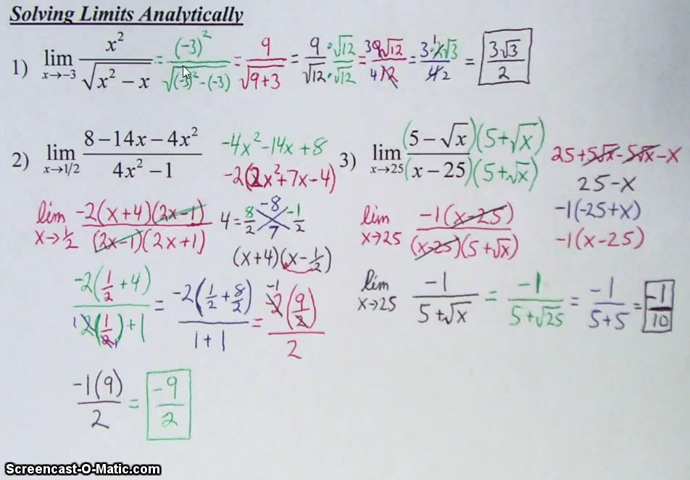 Solving Limits Analytically
1) lim x→-3 x²/√(x² − x) = (-3)²/√((-3)² - (-3)) = 9/√(9+3) = 9/√12 · √12/√12 = 3 9√12/4 12 = 3·2√3/4 2 = 3√3/2
2) lim x→1/2 (8 − 14x − 4x²)/(4x² − 1)
-4x² - 14x + 8
-2(2x² + 7x - 4)
lim x→1/2 -2(x+4)(2x-1)/(2x-1)(2x+1)
4 = 8/2 -8 -1/2
7
(x+4)(x - 1/2)
-2(1/2 + 4)/(2(1/2) + 1) = -2(1/2 + 8/2)/(1+1) = -1 -2(9/2)/2
-1(9)/2 = -9/2
3) lim x→25 (5 − √x)(5+√x)/(x − 25)(5+√x)
25 + 5√x - 5√x - x
25 - x
-1(-25 + x)
-1(x - 25)
lim x→25 -1(x-25)/(x-25)(5+√x)
lim x→25 -1/(5+√x) = -1/(5+√25) = -1/(5+5) = -1/10
Screencast-O-Matic.com